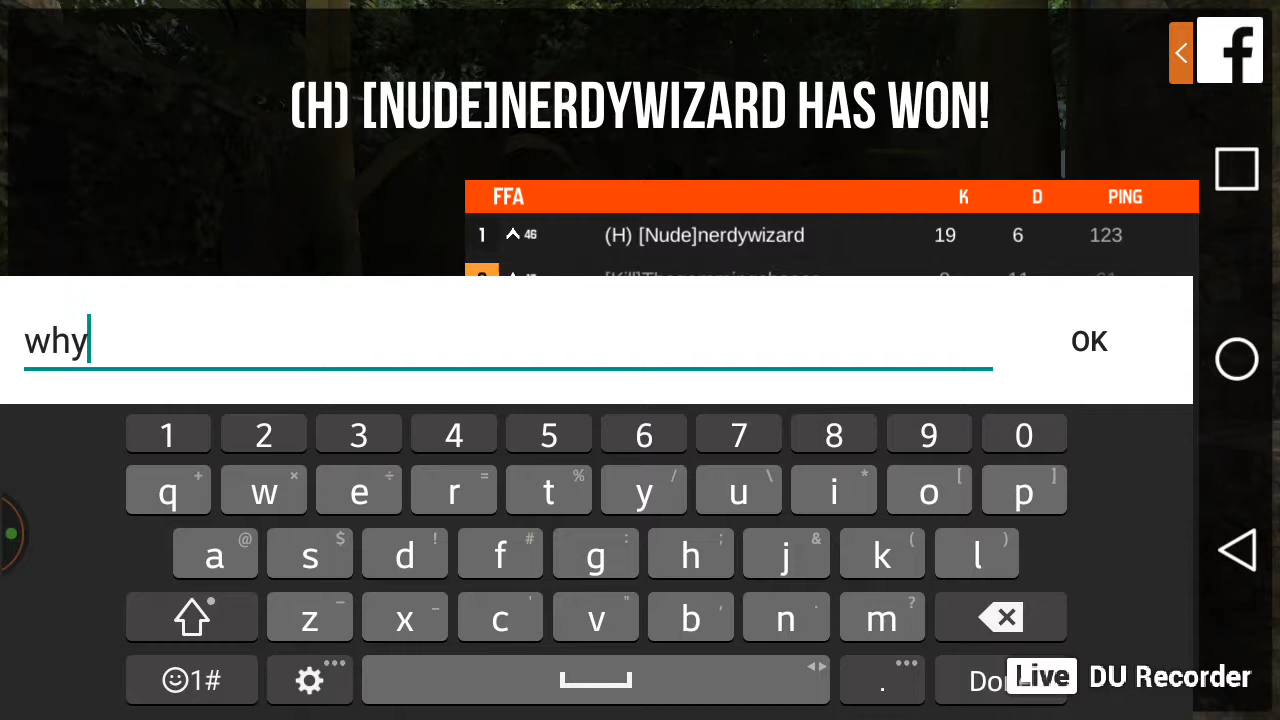 (H) [NUDE]NERDYWIZARD HAS WON!
FFA K D PING
1 46 (H) [Nude]nerdywizard 19 6 123
why OK
1 2 3 4 5 6 7 8 9 0
q + w × e ÷ r = t % y / u \ i * o [ p ]
a @ s $ d ! f # g : h ; j & k ( l )
z – x _ c ' v " b , n . m ?
1# .
Live DU Recorder